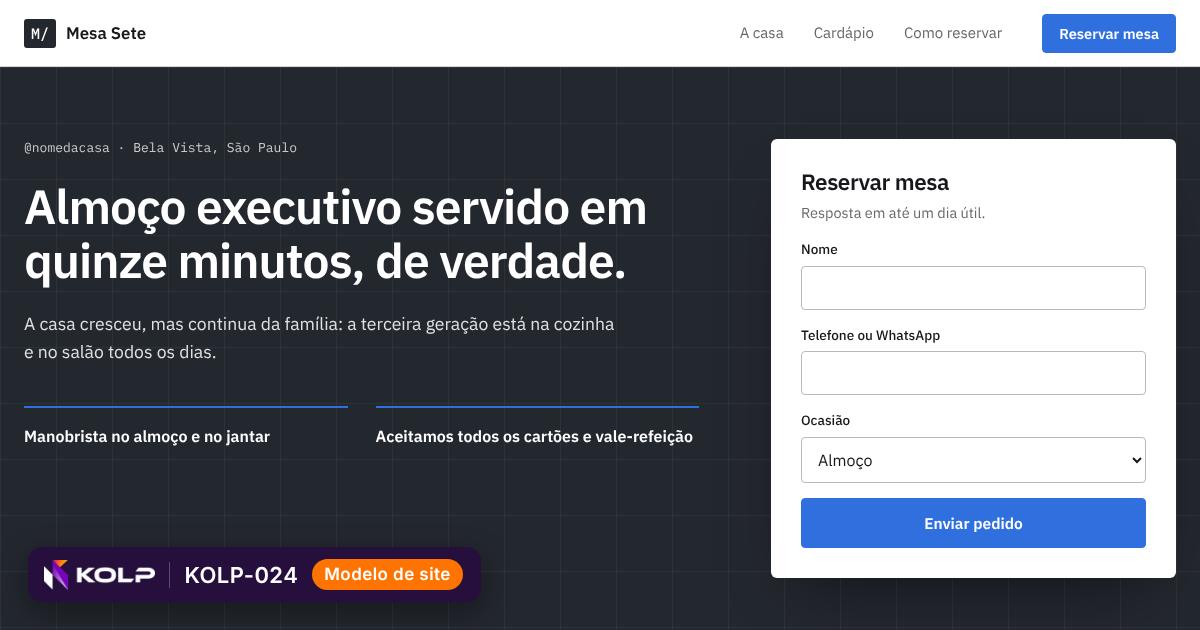 M/ Mesa Sete
A casa
Cardápio
Como reservar
Reservar mesa
@nomedacasa · Bela Vista, São Paulo
Almoço executivo servido em
quinze minutos, de verdade.
A casa cresceu, mas continua da família: a terceira geração está na cozinha
e no salão todos os dias.
Manobrista no almoço e no jantar
Aceitamos todos os cartões e vale-refeição
Reservar mesa
Resposta em até um dia útil.
Nome
Telefone ou WhatsApp
Ocasião
Almoço
Enviar pedido
KOLP
KOLP-024
Modelo de site